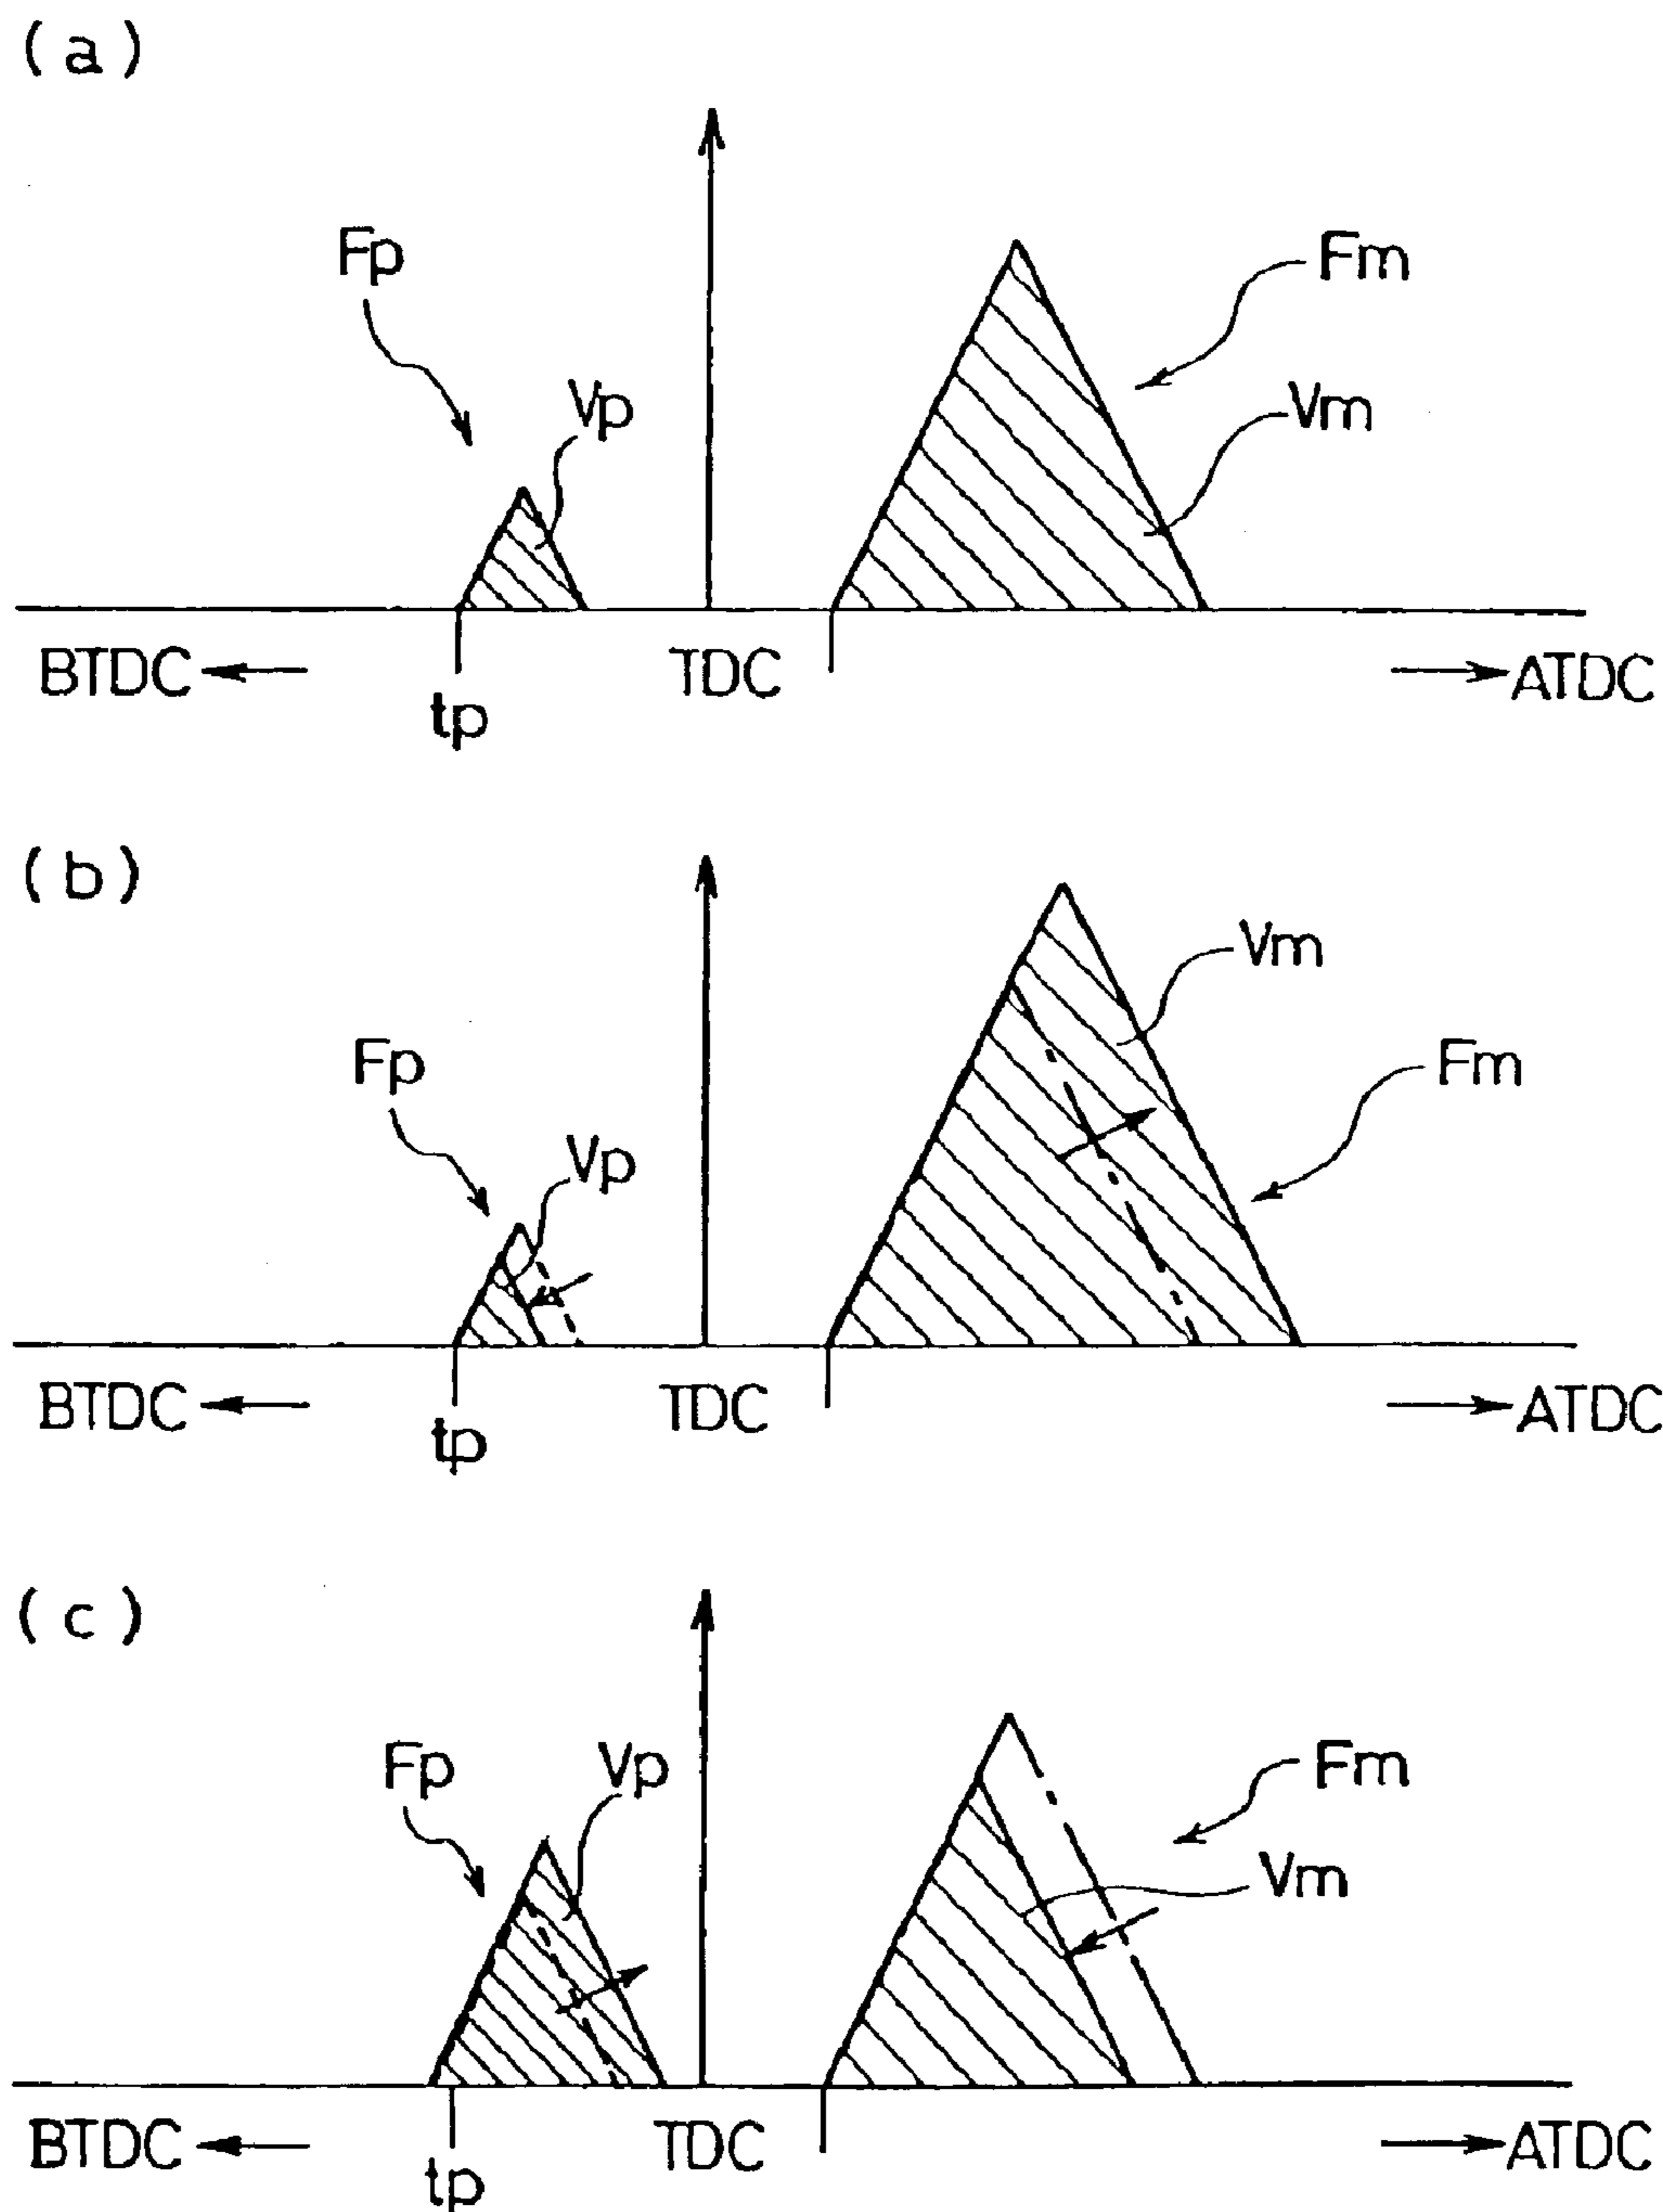 (a)
Fp
Fm
Vp
Vm
BTDC
TDC
ATDC
tp
(b)
Vm
Fp
Fm
Vp
BTDC
TDC
ATDC
tp
(c)
Fp
Vp
Fm
Vm
BTDC
TDC
ATDC
tp